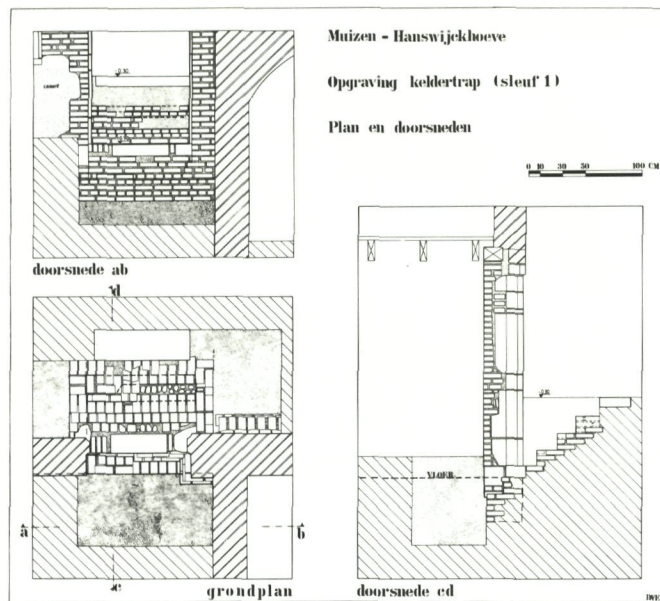 Muizen - Hanswijckhoeve
Opgraving keldertrap (sleuf 1)
Plan en doorsneden
0 10 30 50 100 CM
doorsnede ab
d
a
b
c
grondplan
VLOER
doorsnede cd